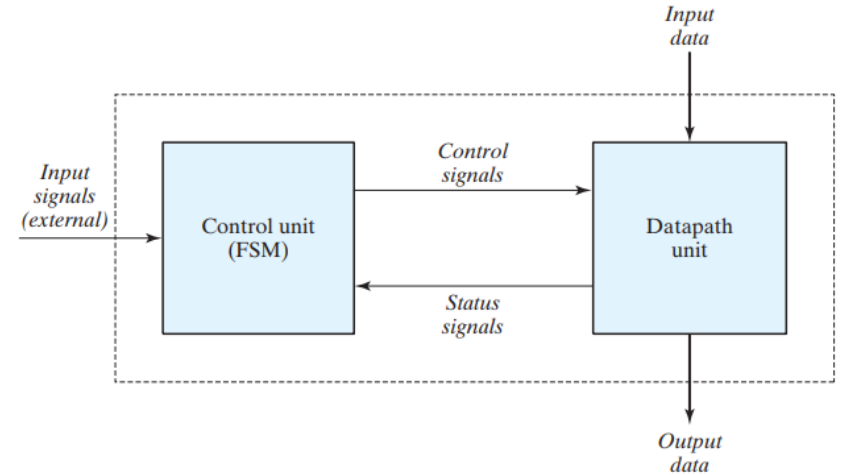 Input
data
Control
signals
Input
signals
(external)
Control unit
(FSM)
Datapath
unit
Status
signals
Output
data